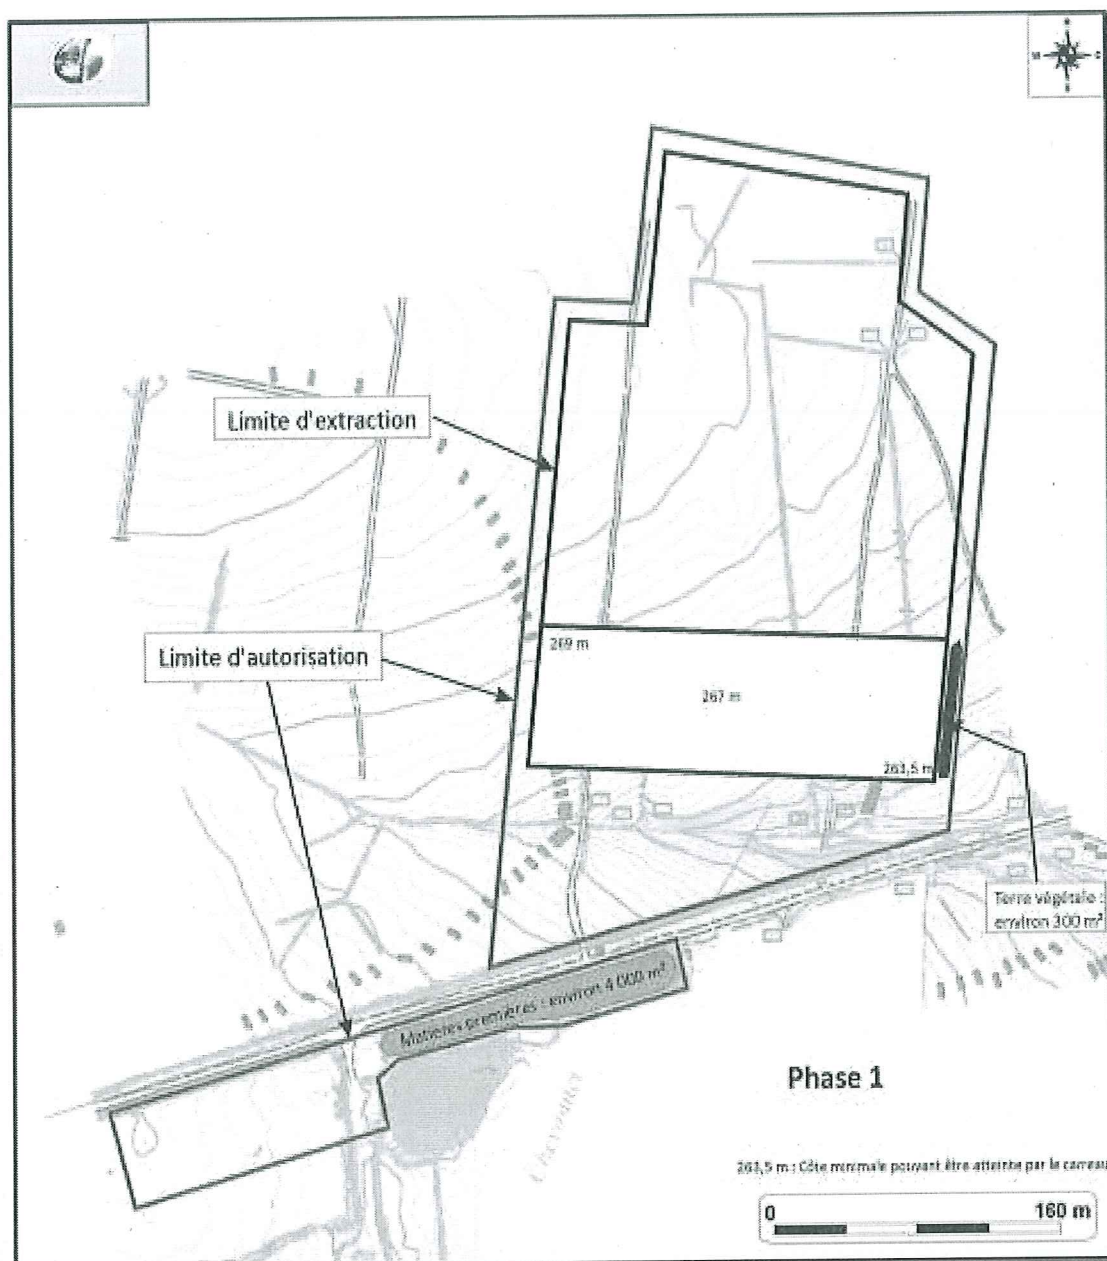 Limite d'extraction
Limite d'autorisation
269 m
267 m
263,5 m
Terre végétale :
environ 300 m²
Matières premières : environ 4 000 m²
Phase 1
263,5 m : Côte minimale pouvant être atteinte par le carreau
0 160 m